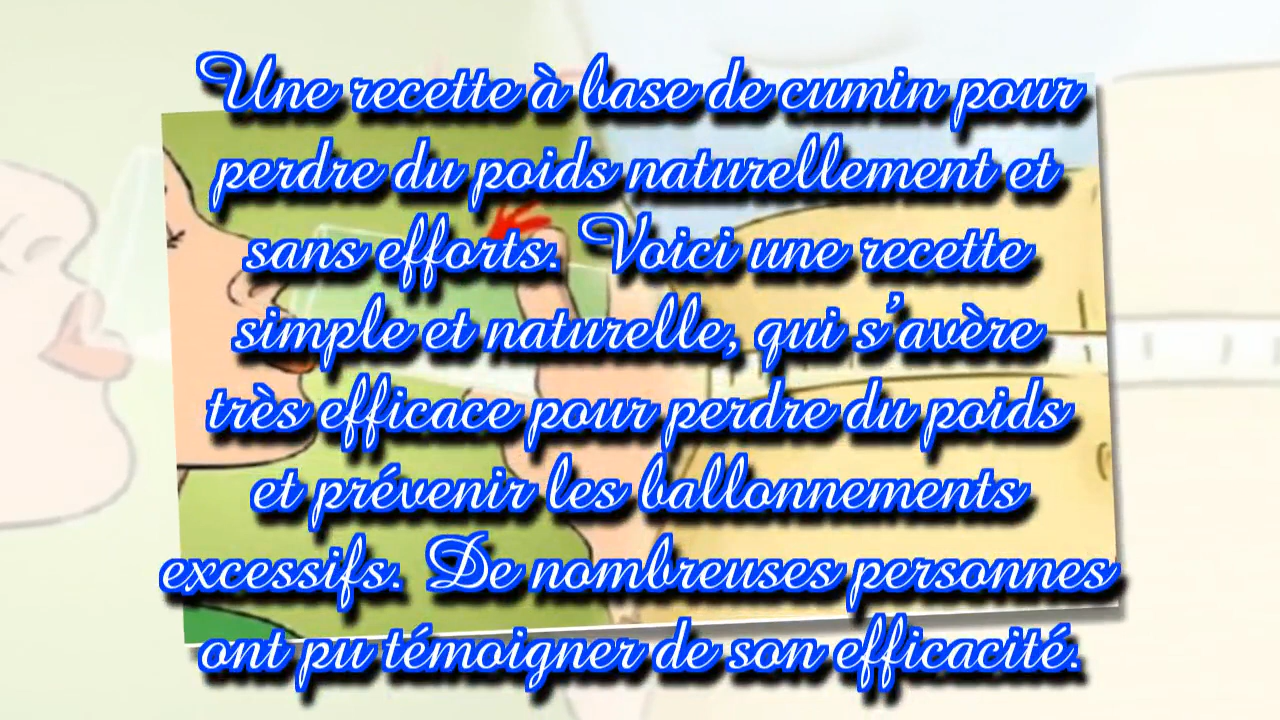 Une recette à base de cumin pour
perdre du poids naturellement et
sans efforts. Voici une recette
simple et naturelle, qui s’avère
très efficace pour perdre du poids
et prévenir les ballonnements
excessifs. De nombreuses personnes
ont pu témoigner de son efficacité.